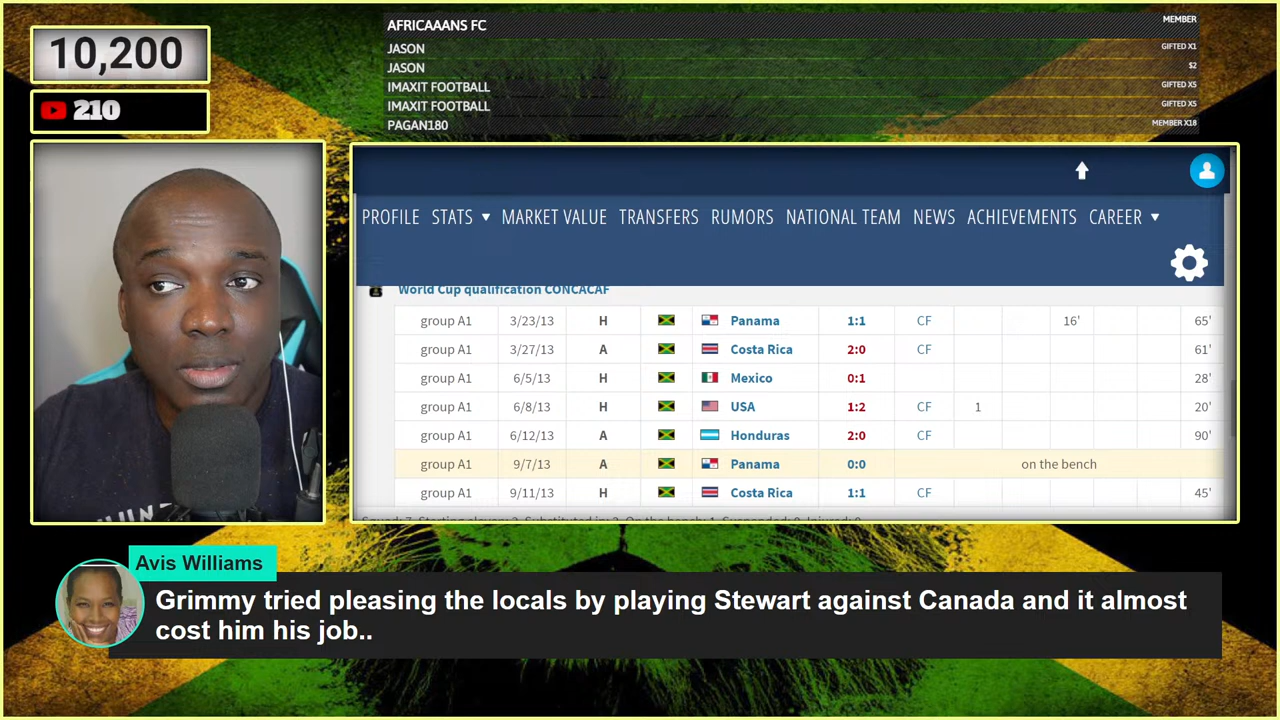 10,200
210
AFRICAAANS FC MEMBER
JASON GIFTED X1
JASON $2
IMAXIT FOOTBALL GIFTED X5
IMAXIT FOOTBALL GIFTED X5
PAGAN180 MEMBER X18
PROFILE STATS MARKET VALUE TRANSFERS RUMORS NATIONAL TEAM NEWS ACHIEVEMENTS CAREER
World Cup qualification CONCACAF
group A1 3/23/13 H Panama 1:1 CF 16' 65'
group A1 3/27/13 A Costa Rica 2:0 CF 61'
group A1 6/5/13 H Mexico 0:1 CF 28'
group A1 6/8/13 H USA 1:2 CF 1 20'
group A1 6/12/13 A Honduras 2:0 CF 90'
group A1 9/7/13 A Panama 0:0 on the bench
group A1 9/11/13 H Costa Rica 1:1 CF 45'
Avis Williams
Grimmy tried pleasing the locals by playing Stewart against Canada and it almost
cost him his job..